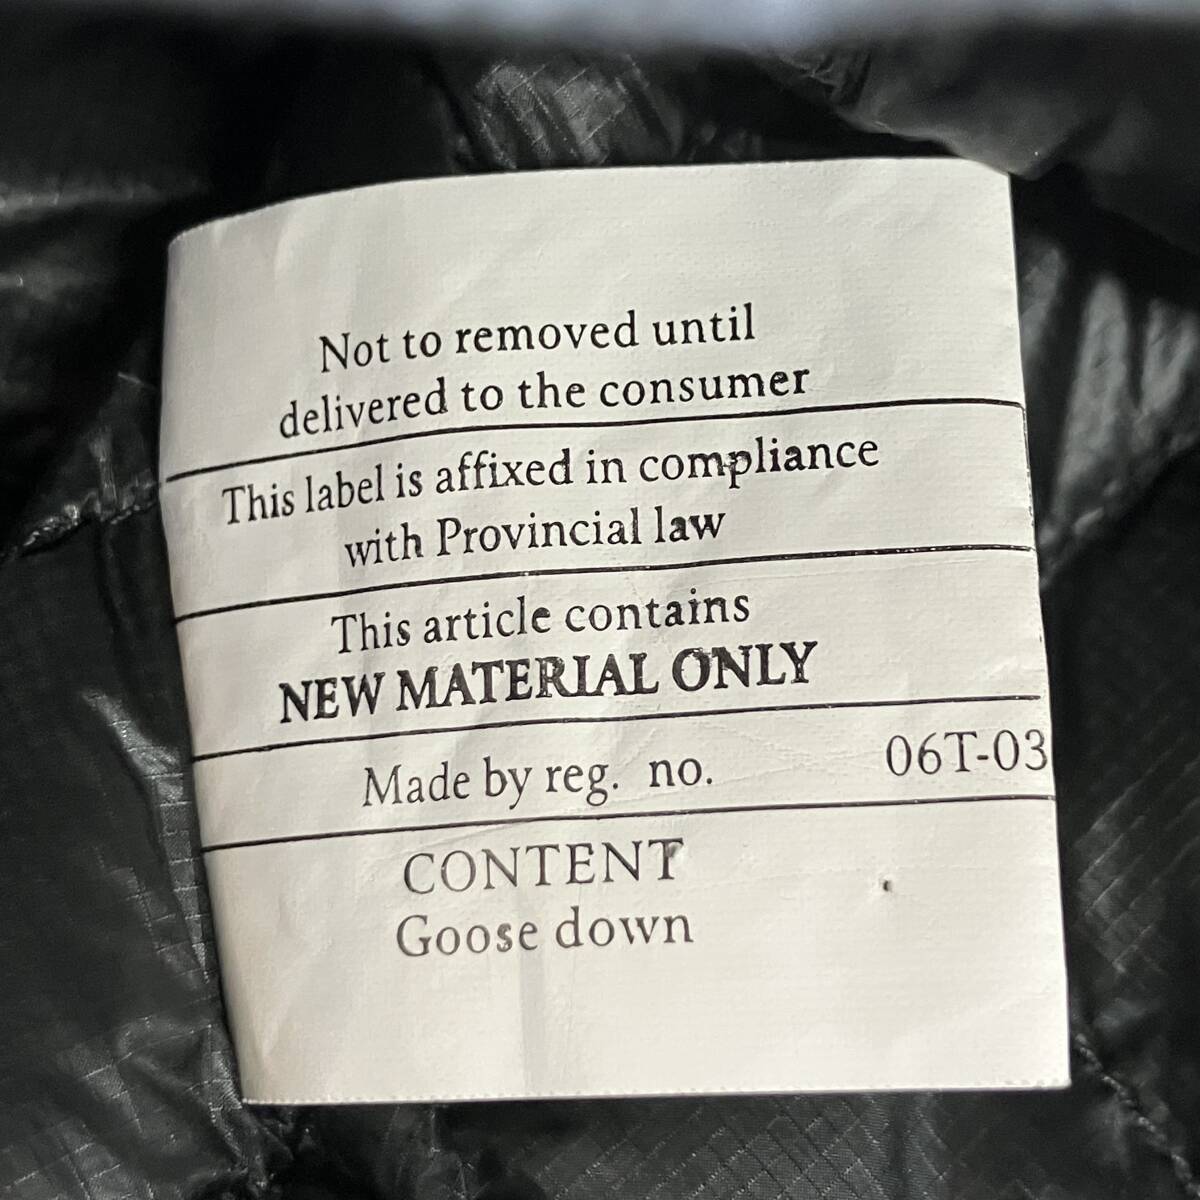 Not to removed until
delivered to the consumer
This label is affixed in compliance
with Provincial law
This article contains
NEW MATERIAL ONLY
Made by reg. no. 06T-03
CONTENT
Goose down